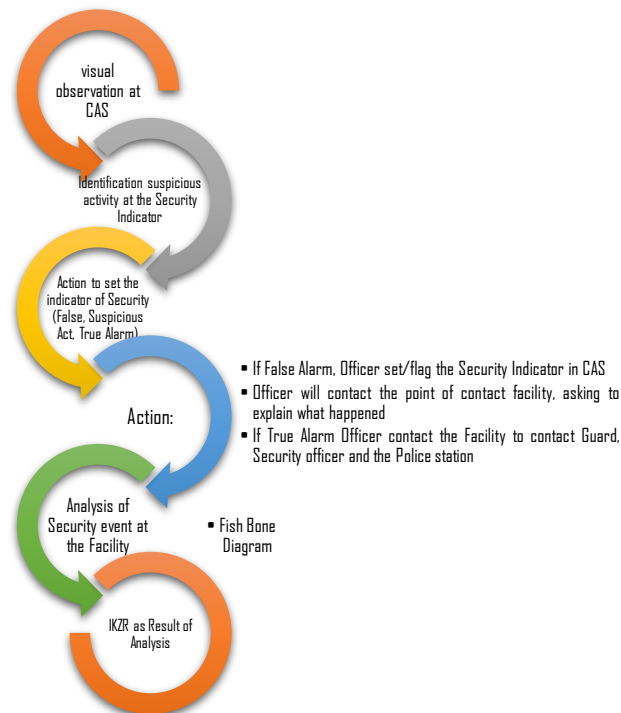 visual
observation at
CAS
Identification suspicious
activity at the Security
Indicator
Action to set the
indicator of Security
(False, Suspicious
Act, True Alarm)
Action:
▪ If False Alarm, Officer set/flag the Security Indicator in CAS
▪ Officer will contact the point of contact facility, asking to
explain what happened
▪ If True Alarm Officer contact the Facility to contact Guard,
Security officer and the Police station
Analysis of
Security event at
the Facility
▪ Fish Bone
Diagram
IKZR as Result of
Analysis